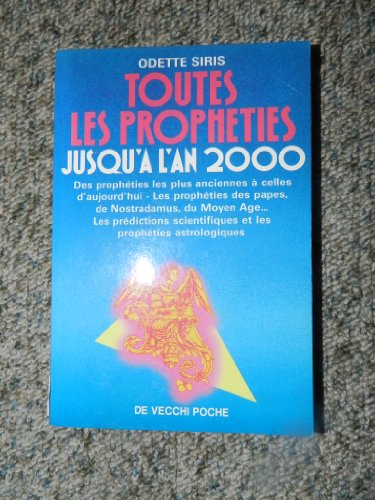 ODETTE SIRIS
TOUTES
LES PROPHETIES
JUSQU'A L'AN 2000
Des prophéties les plus anciennes à celles
d'aujourd'hui - Les prophéties des papes,
de Nostradamus, du Moyen Age...
Les prédictions scientifiques et les
prophéties astrologiques
DE VECCHI POCHE